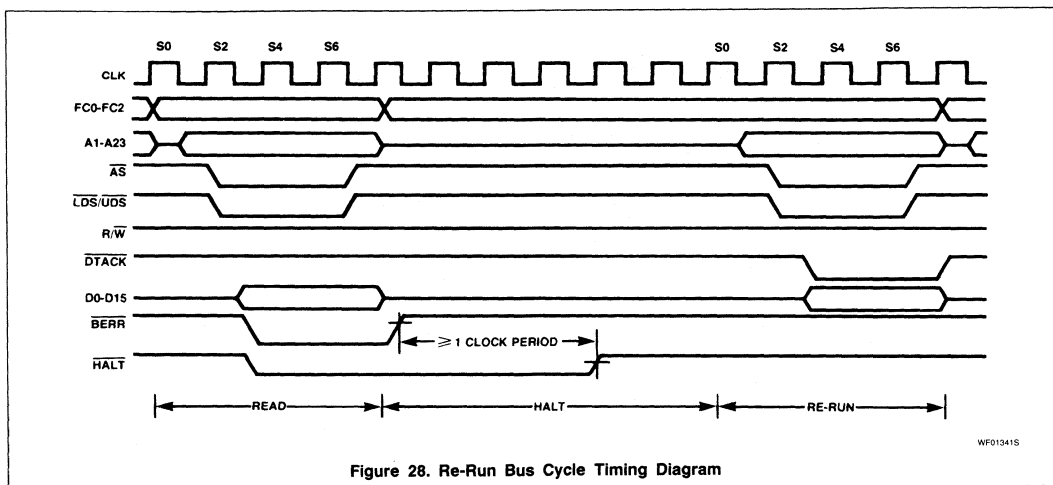 S0 S2 S4 S6 S0 S2 S4 S6
CLK
FC0-FC2
A1-A23
AS
LDS/UDS
R/W
DTACK
D0-D15
BERR
≥ 1 CLOCK PERIOD
HALT
READ HALT RE-RUN
WF01341S
Figure 28. Re-Run Bus Cycle Timing Diagram